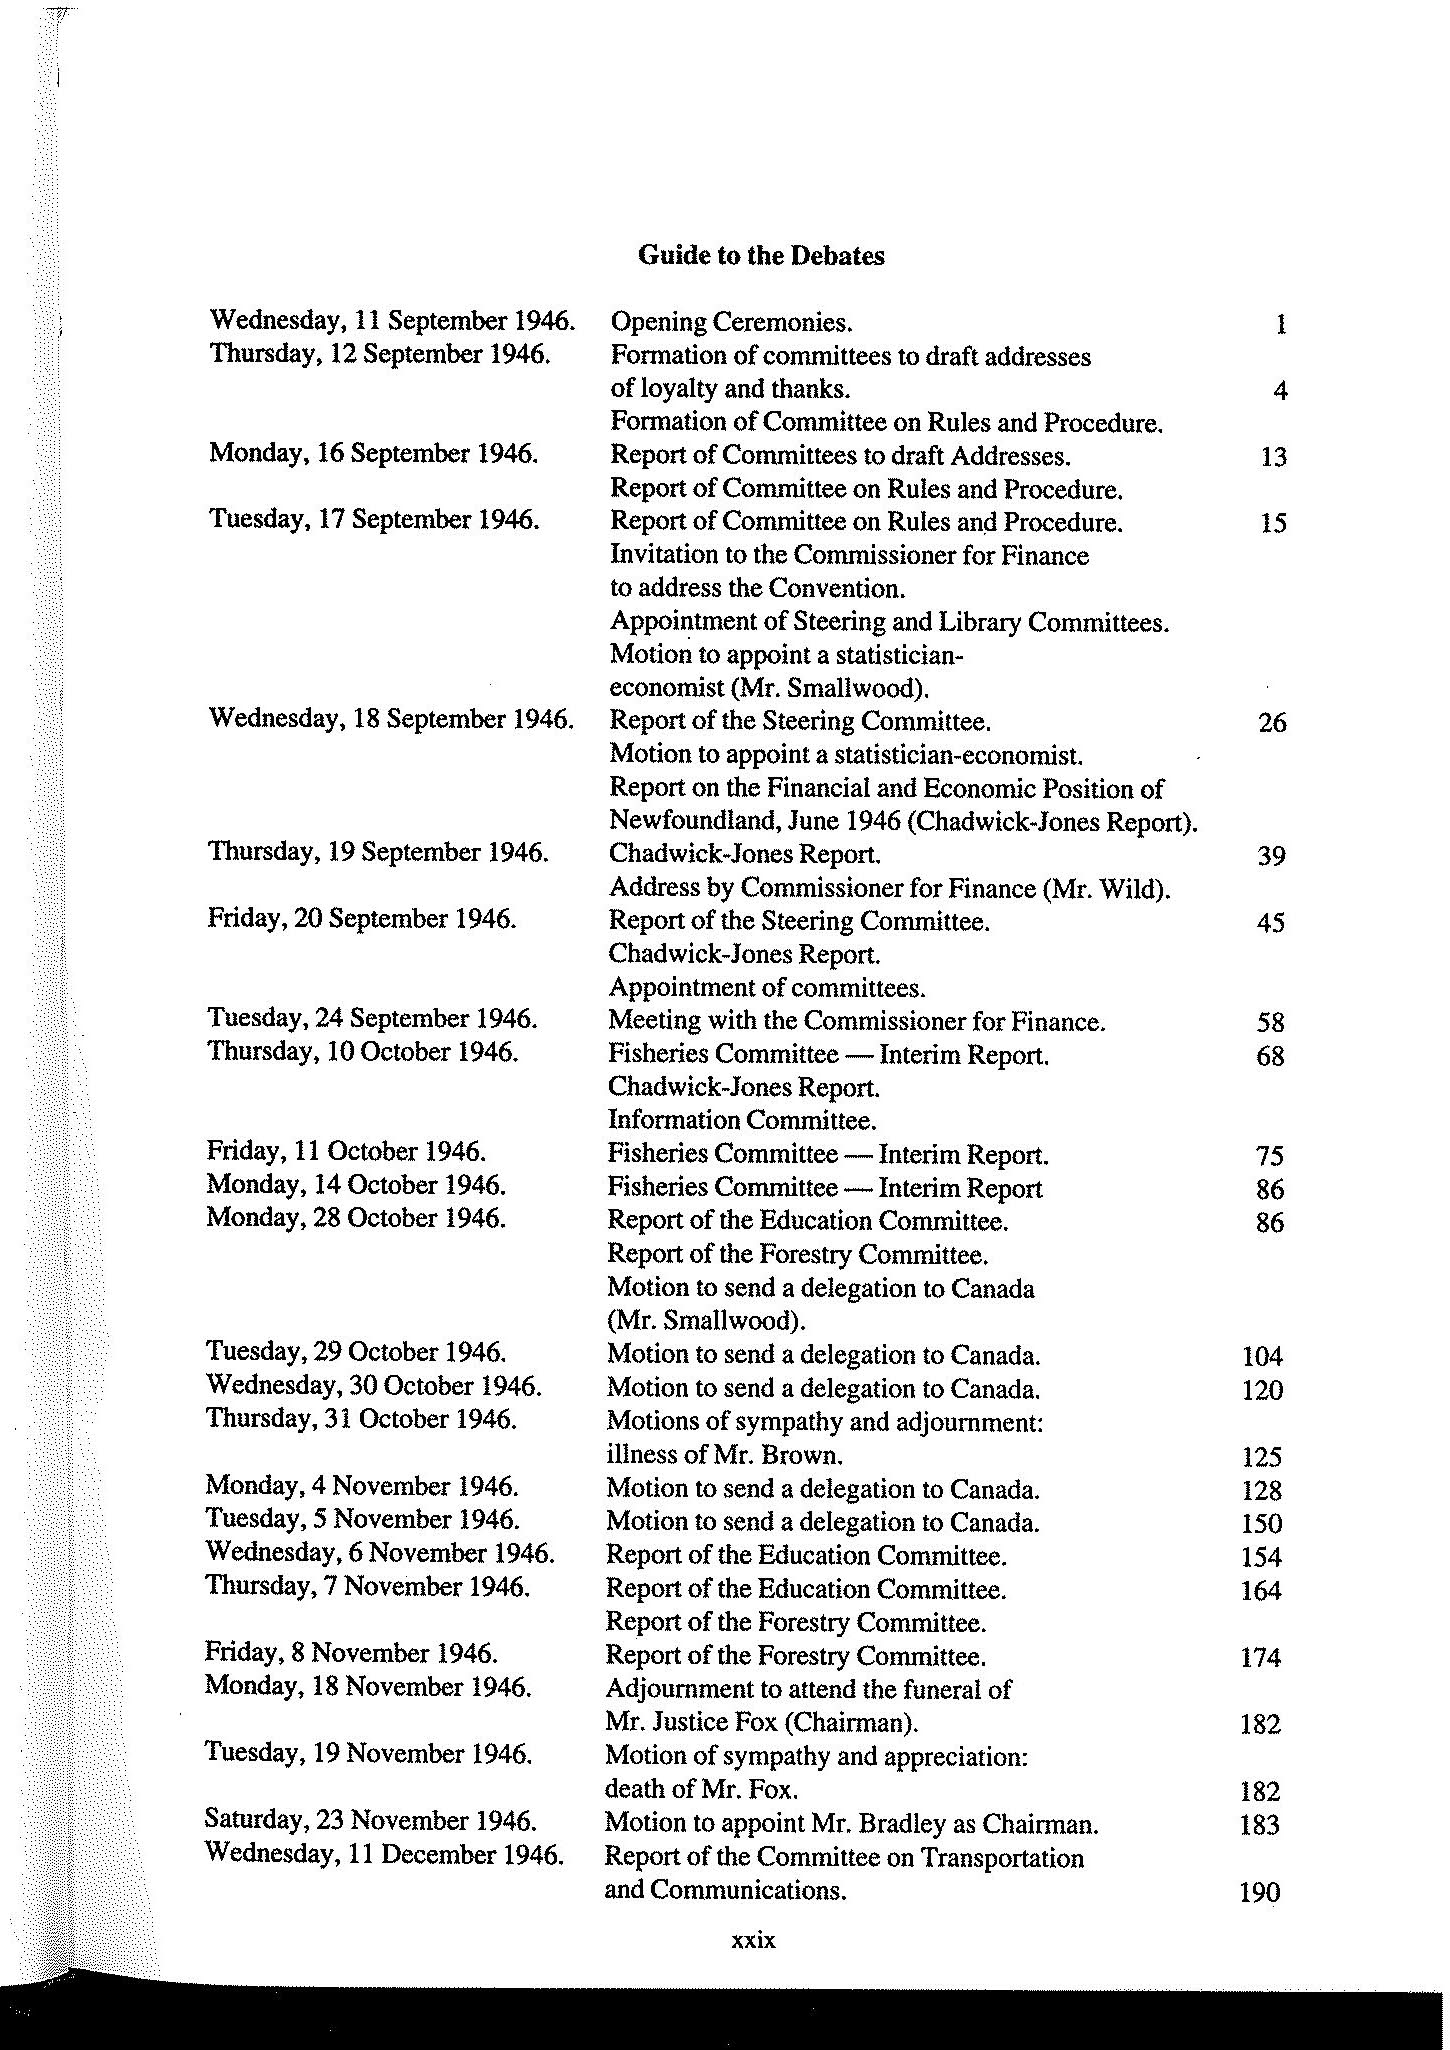 Guide to the Debates
Wednesday, 11 September 1946. Opening Ceremonies. 1
Thursday, 12 September 1946. Formation of committees to draft addresses
of loyalty and thanks. 4
Formation of Committee on Rules and Procedure.
Monday, 16 September 1946. Report of Committees to draft Addresses. 13
Report of Committee on Rules and Procedure.
Tuesday, 17 September 1946. Report of Committee on Rules and Procedure. 15
Invitation to the Commissioner for Finance
to address the Convention.
Appointment of Steering and Library Committees.
Motion to appoint a statistician-
economist (Mr. Smallwood).
Wednesday, 18 September 1946. Report of the Steering Committee. 26
Motion to appoint a statistician-economist.
Report on the Financial and Economic Position of
Newfoundland, June 1946 (Chadwick-Jones Report).
Thursday, 19 September 1946. Chadwick-Jones Report. 39
Address by Commissioner for Finance (Mr. Wild).
Friday, 20 September 1946. Report of the Steering Committee. 45
Chadwick-Jones Report.
Appointment of committees.
Tuesday, 24 September 1946. Meeting with the Commissioner for Finance. 58
Thursday, 10 October 1946. Fisheries Committee — Interim Report. 68
Chadwick-Jones Report.
Information Committee.
Friday, 11 October 1946. Fisheries Committee — Interim Report. 75
Monday, 14 October 1946. Fisheries Committee — Interim Report 86
Monday, 28 October 1946. Report of the Education Committee. 86
Report of the Forestry Committee.
Motion to send a delegation to Canada
(Mr. Smallwood).
Tuesday, 29 October 1946. Motion to send a delegation to Canada. 104
Wednesday, 30 October 1946. Motion to send a delegation to Canada. 120
Thursday, 31 October 1946. Motions of sympathy and adjournment:
illness of Mr. Brown. 125
Monday, 4 November 1946. Motion to send a delegation to Canada. 128
Tuesday, 5 November 1946. Motion to send a delegation to Canada. 150
Wednesday, 6 November 1946. Report of the Education Committee. 154
Thursday, 7 November 1946. Report of the Education Committee. 164
Report of the Forestry Committee.
Friday, 8 November 1946. Report of the Forestry Committee. 174
Monday, 18 November 1946. Adjournment to attend the funeral of
Mr. Justice Fox (Chairman). 182
Tuesday, 19 November 1946. Motion of sympathy and appreciation:
death of Mr. Fox. 182
Saturday, 23 November 1946. Motion to appoint Mr. Bradley as Chairman. 183
Wednesday, 11 December 1946. Report of the Committee on Transportation
and Communications. 190
xxix